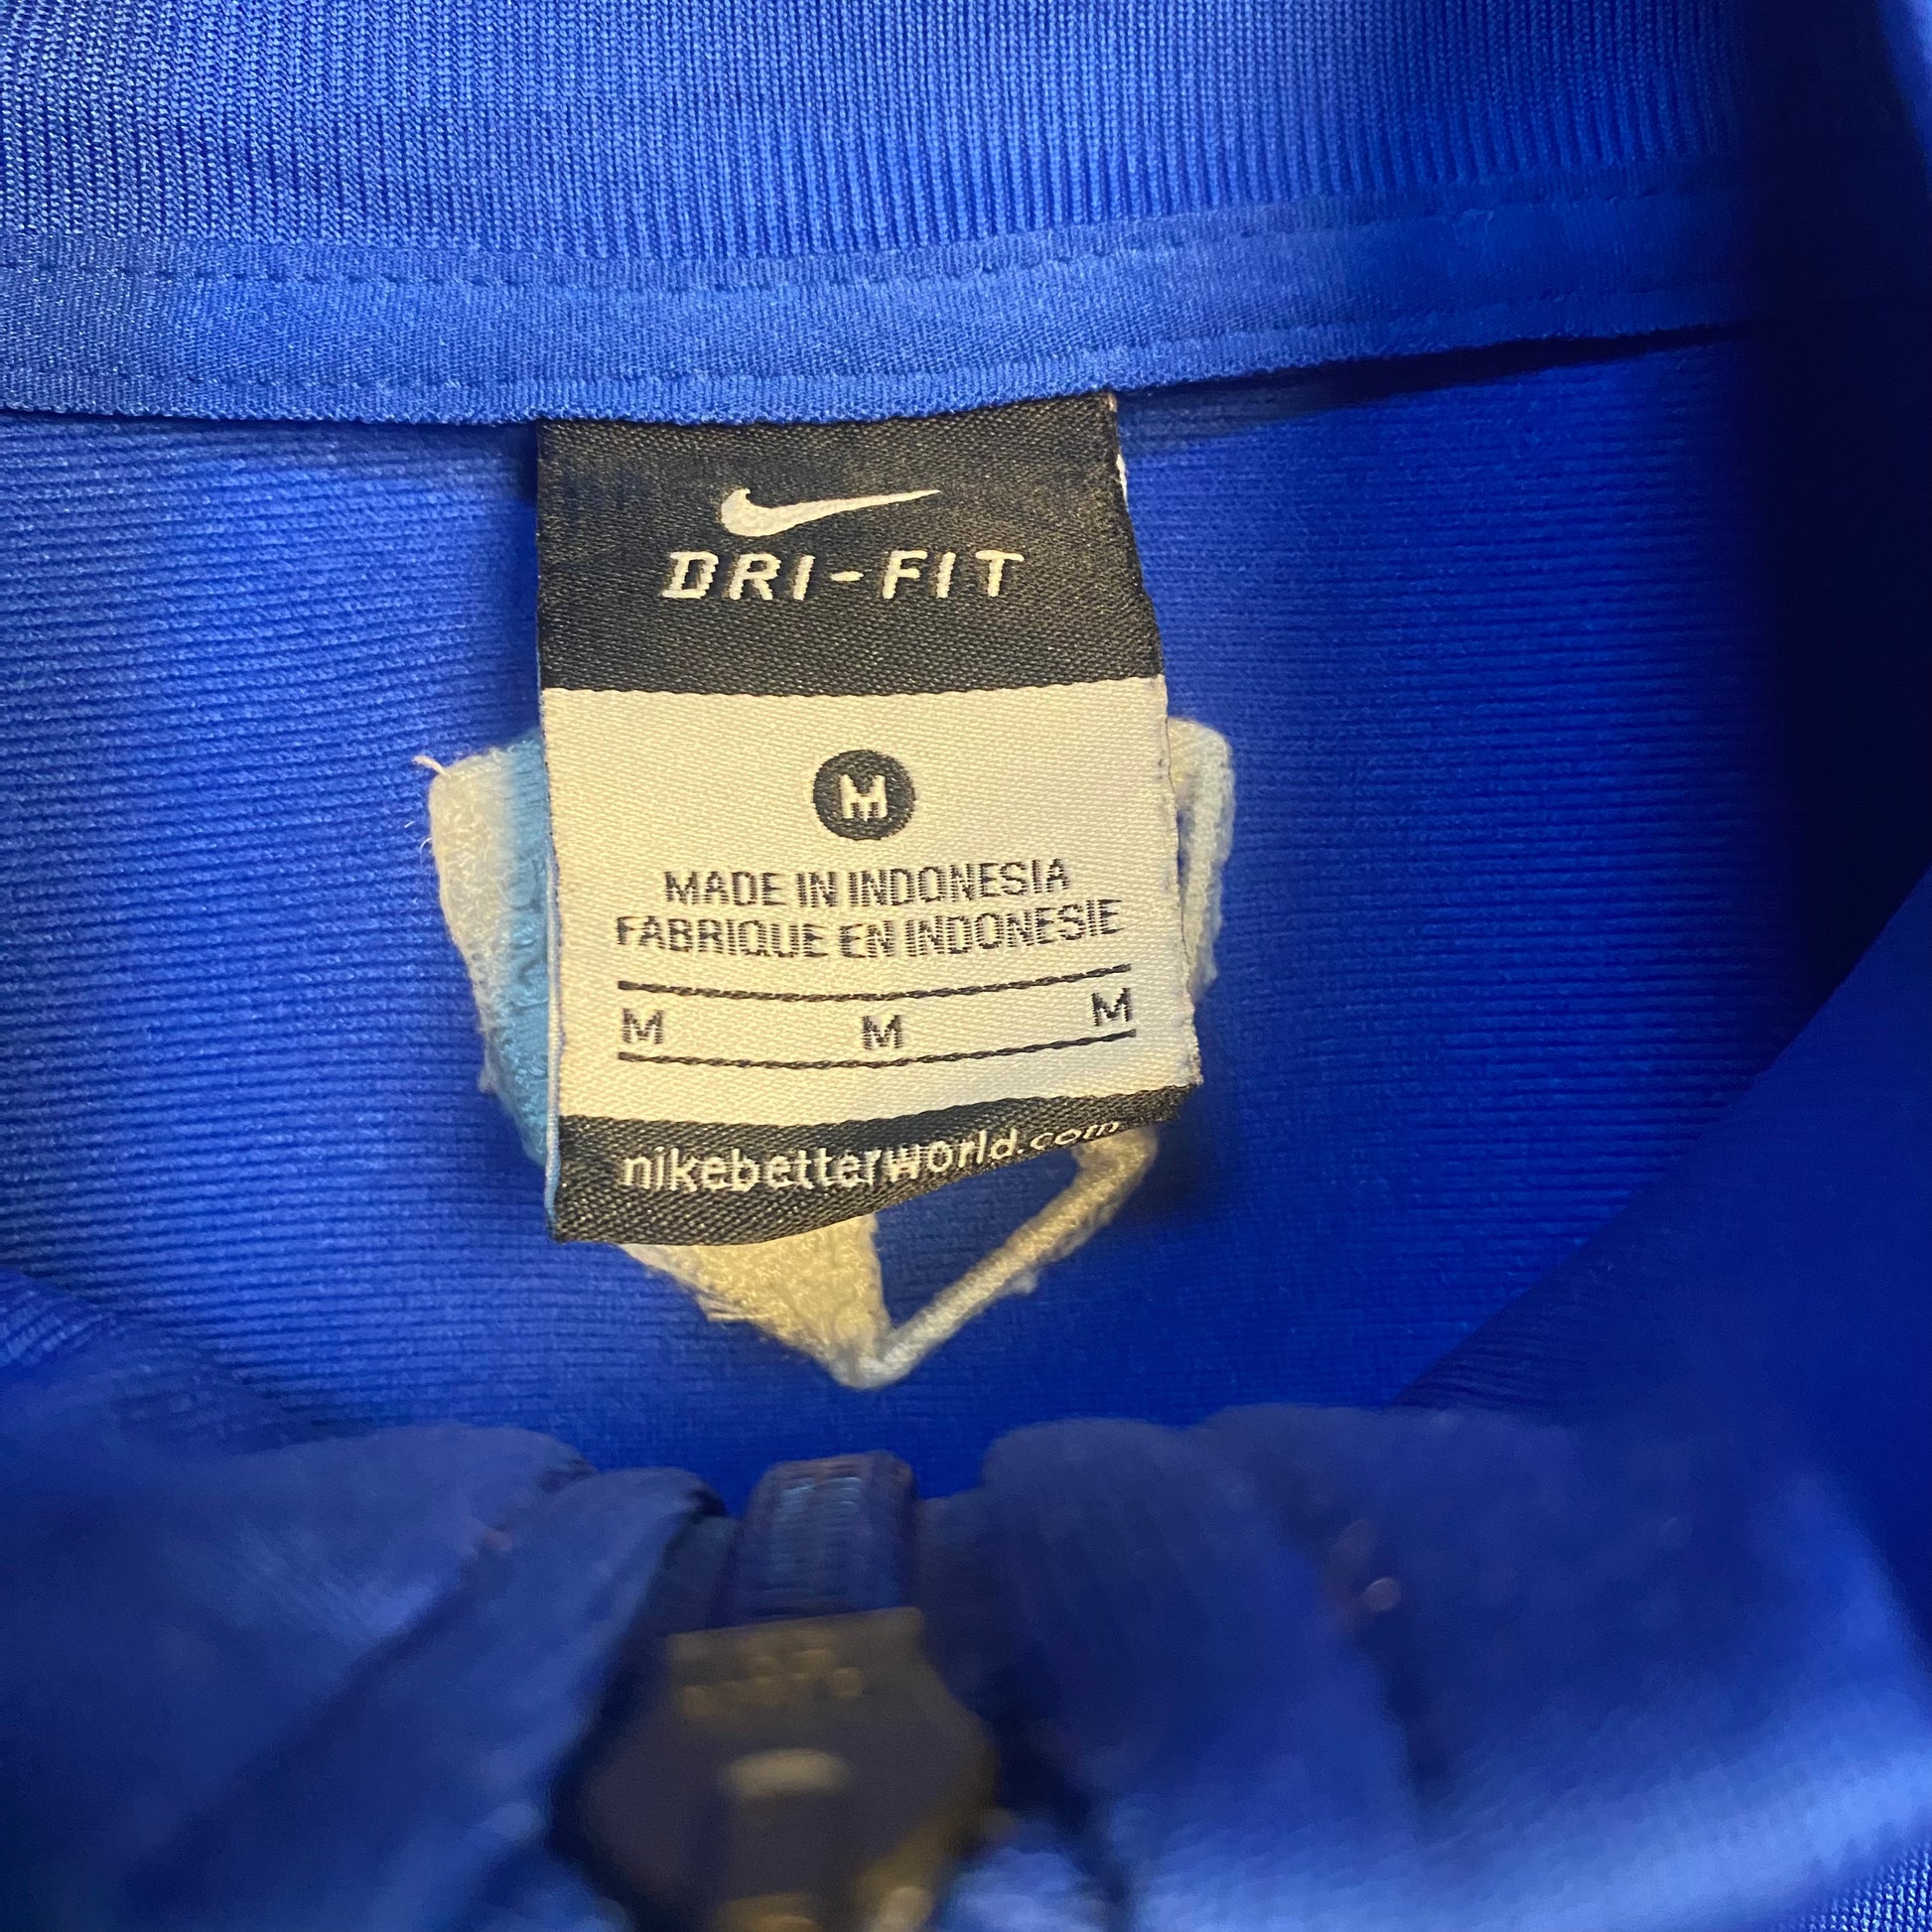 DRI-FIT
M
MADE IN INDONESIA
FABRIQUE EN INDONESIE
M M M
nikebetterworld.com